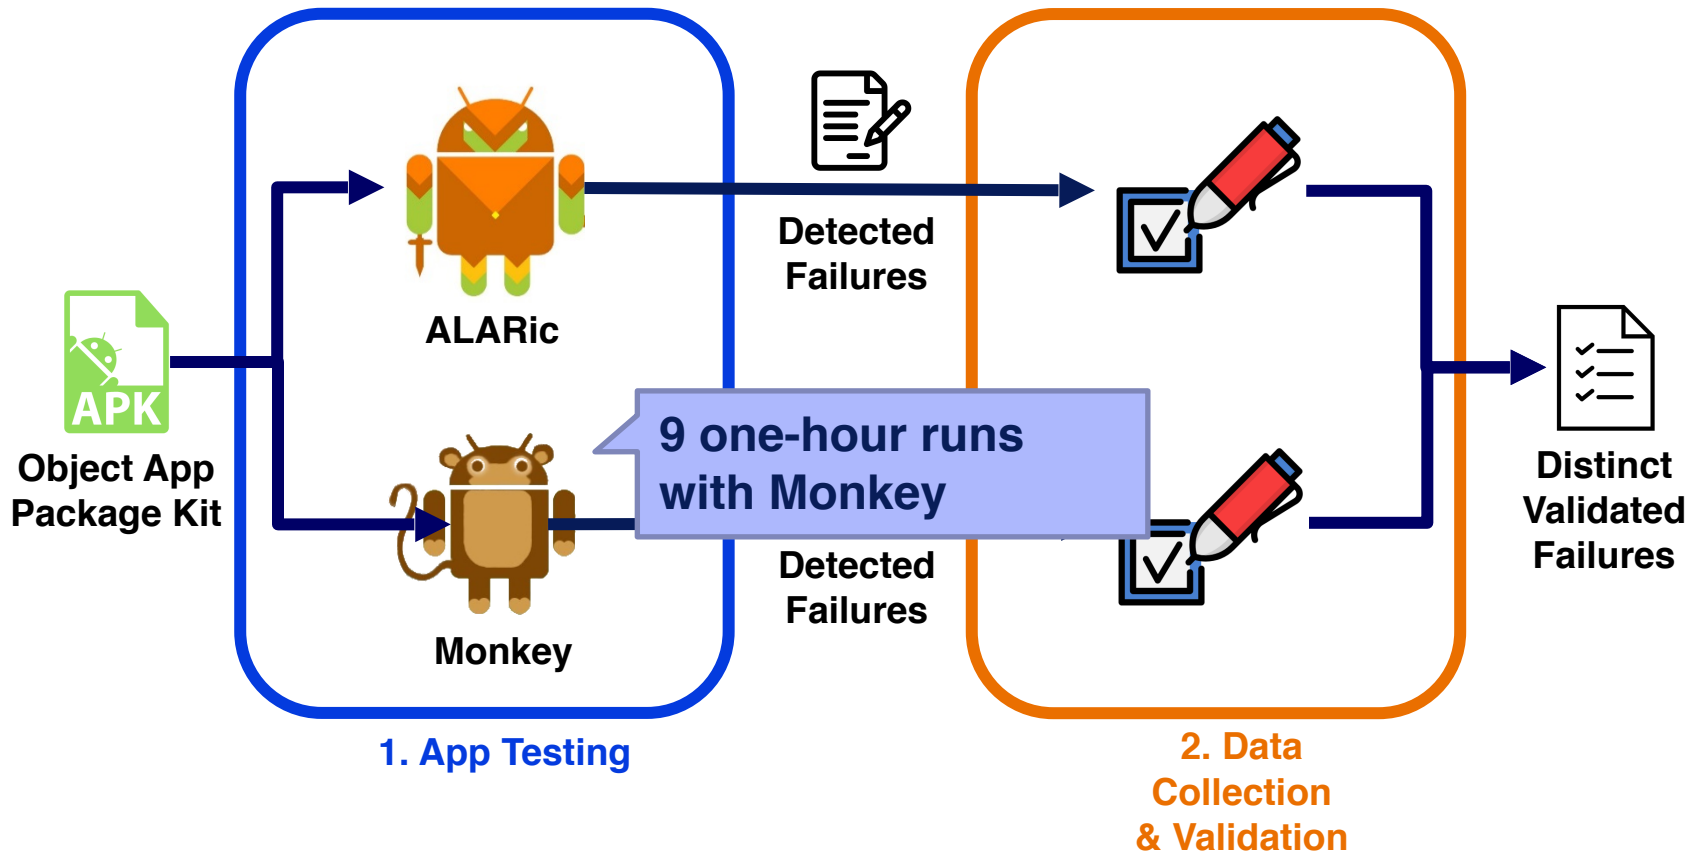 APK
Object App
Package Kit
ALARic
Monkey
1. App Testing
Detected
Failures
9 one-hour runs
with Monkey
Detected
Failures
2. Data
Collection
& Validation
Distinct
Validated
Failures